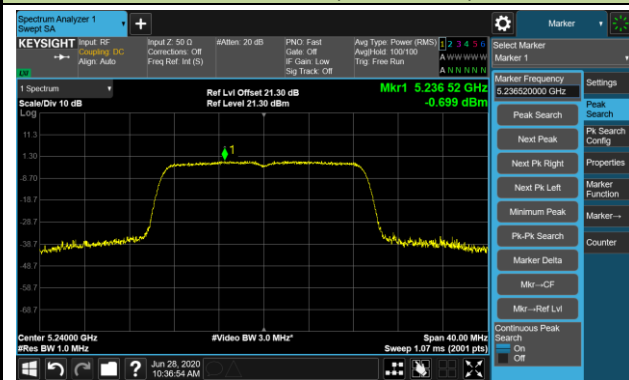 Spectrum Analyzer 1
Swept SA
+
Marker
KEYSIGHT
Input: RF
Coupling: DC
Align: Auto
Input Z: 50 Ω
Corrections: Off
Freq Ref: Int (S)
#Atten: 20 dB
PNO: Fast
Gate: Off
IF Gain: Low
Sig Track: Off
Avg Type: Power (RMS)
Avg|Hold: 100/100
Trig: Free Run
1 2 3 4 5 6
A W W W W W
A N N N N N
Select Marker
Marker 1
1 Spectrum
Scale/Div 10 dB
Log
Ref Lvl Offset 21.30 dB
Ref Level 21.30 dBm
Mkr1 5.236 52 GHz
-0.699 dBm
1
11.3
1.30
-8.70
-18.7
-28.7
-38.7
-48.7
-58.7
-68.7
Center 5.24000 GHz
#Res BW 1.0 MHz
#Video BW 3.0 MHz*
Span 40.00 MHz
Sweep 1.07 ms (2001 pts)
Marker Frequency
5.236520000 GHz
Peak Search
Next Peak
Next Pk Right
Next Pk Left
Minimum Peak
Pk-Pk Search
Marker Delta
Mkr→CF
Mkr→Ref Lvl
Continuous Peak
Search
On
Off
Settings
Peak
Search
Pk Search
Config
Properties
Marker
Function
Marker→
Counter
?
Jun 28, 2020
10:36:54 AM